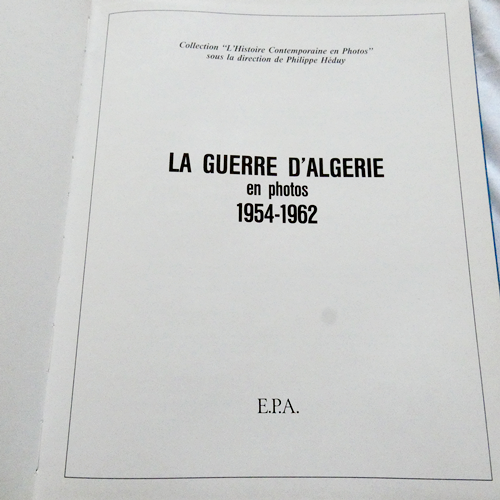 Collection "L'Histoire Contemporaine en Photos"
sous la direction de Philippe Héduy
LA GUERRE D'ALGERIE
en photos
1954-1962
E.P.A.